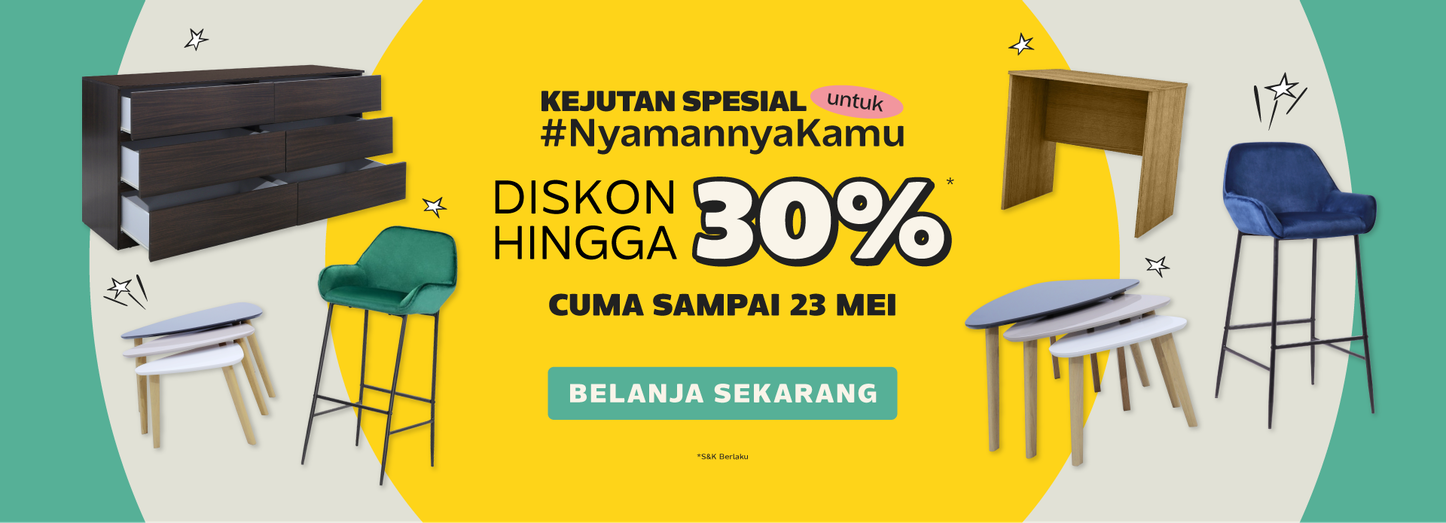 KEJUTAN SPESIAL untuk
#NyamannyaKamu
DISKON
HINGGA 30%*
CUMA SAMPAI 23 MEI
BELANJA SEKARANG
*S&K Berlaku